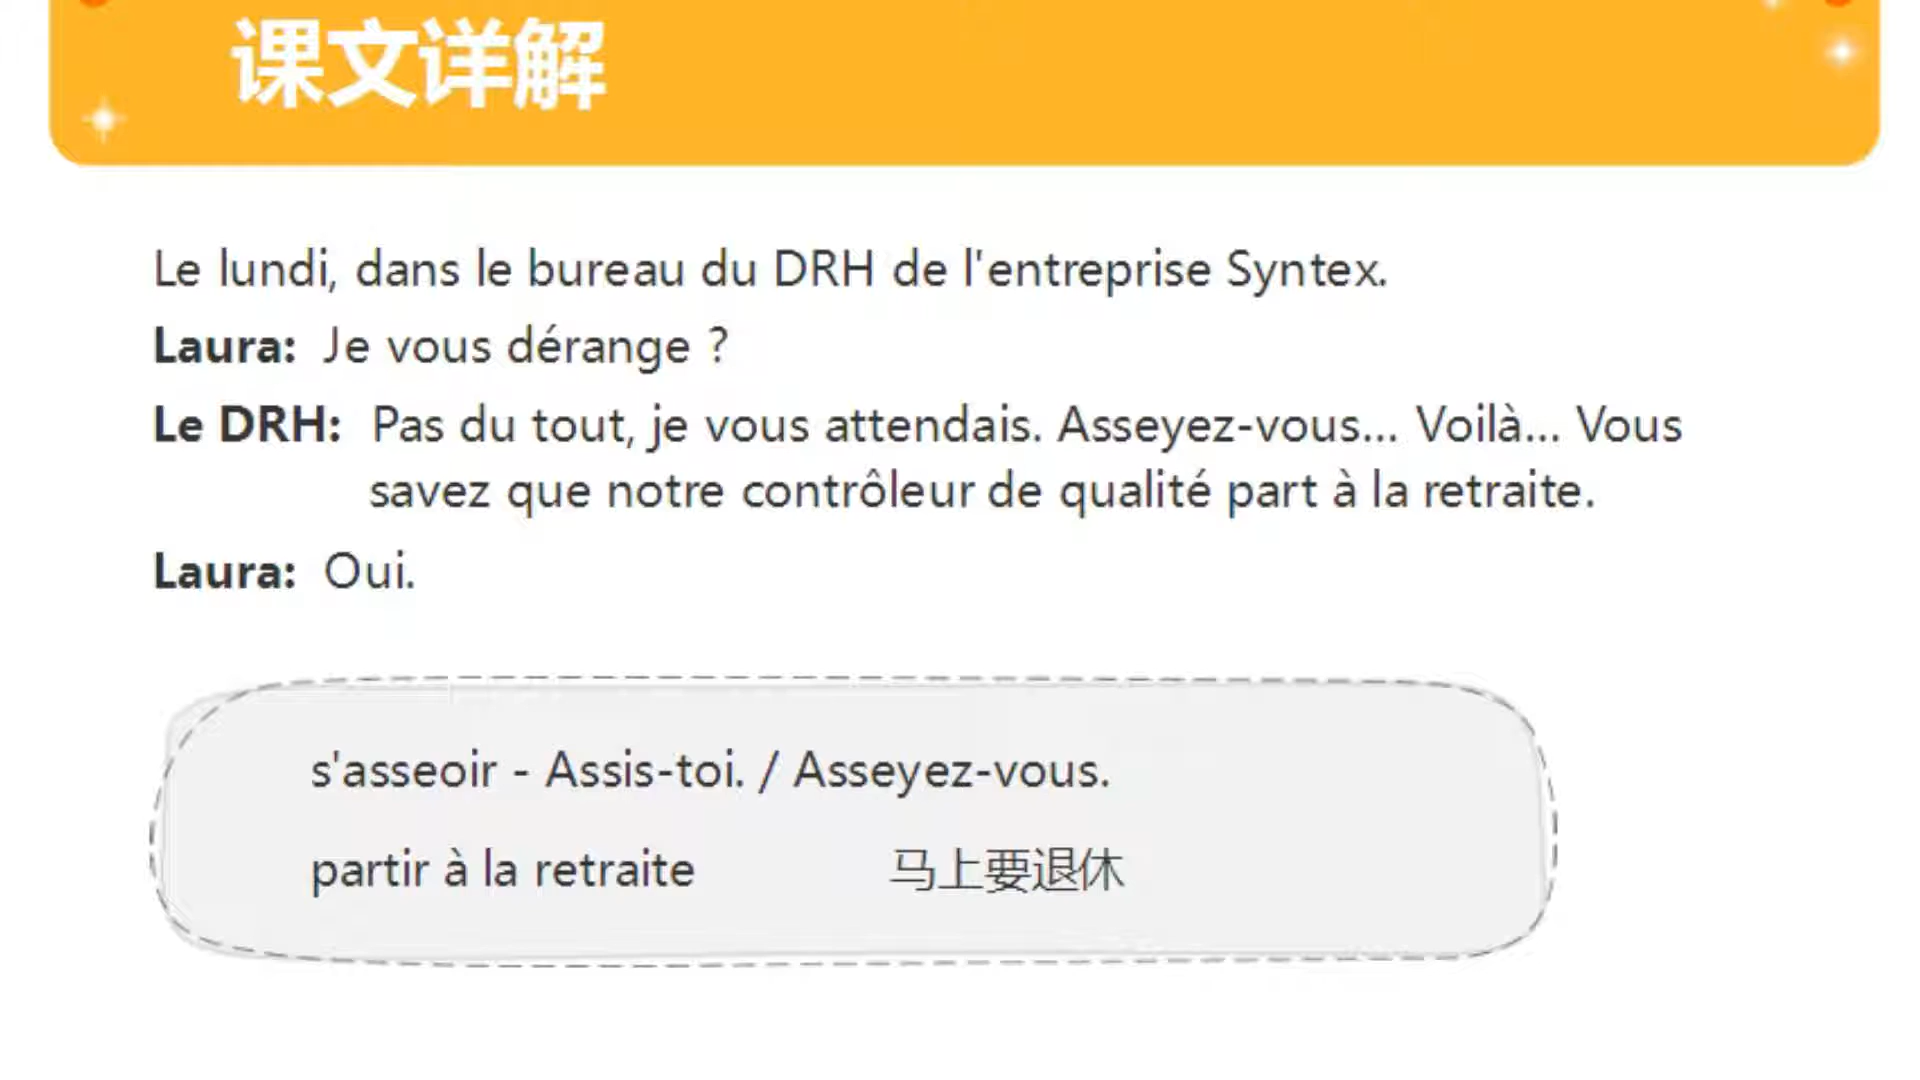 课文详解
Le lundi, dans le bureau du DRH de l'entreprise Syntex.
Laura: Je vous dérange ?
Le DRH: Pas du tout, je vous attendais. Asseyez-vous... Voilà... Vous
savez que notre contrôleur de qualité part à la retraite.
Laura: Oui.
s'asseoir - Assis-toi. / Asseyez-vous.
partir à la retraite 马上要退休